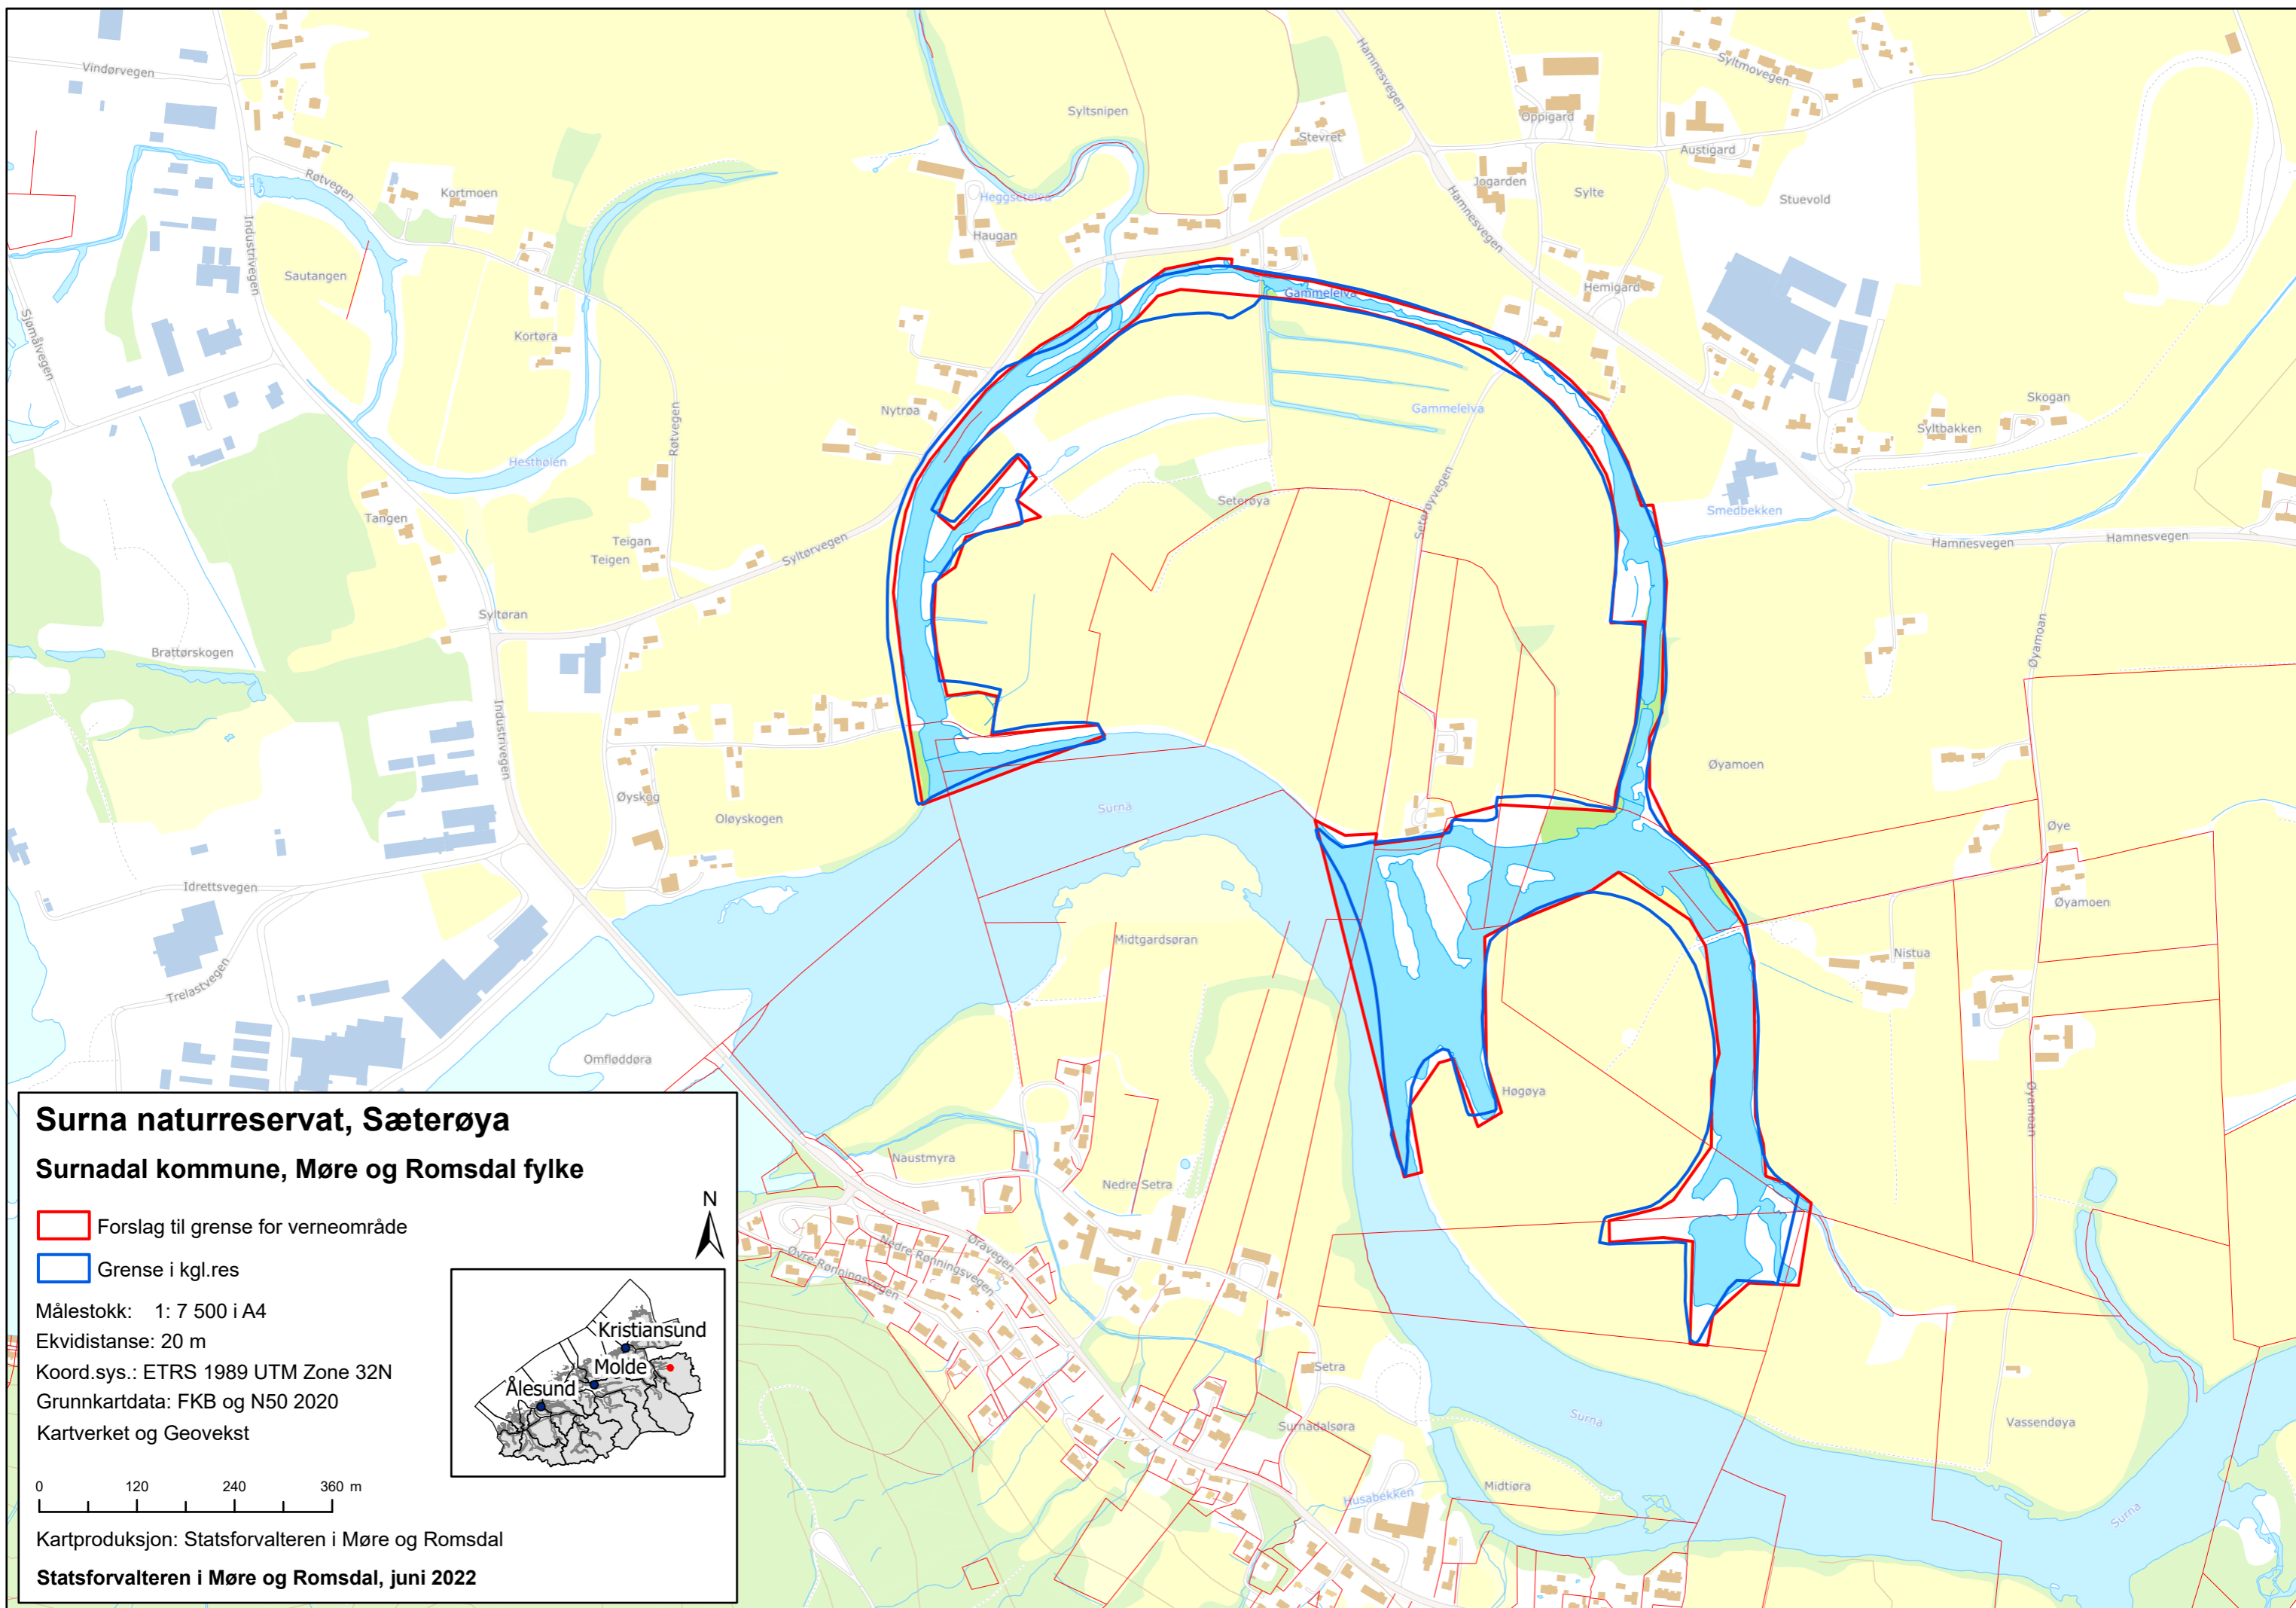 Vindørvegen
Syltmovegen
Hamnesvegen
Syltsnipen
Oppigard
Stevret
Austigard
Røtvegen
Kortmoen
Jogarden
Sylte
Heggsetelva
Hamnesvegen
Stuevold
Haugan
Industrivegen
Sautangen
Hemigard
Gammelelva
Sjømålvegen
Kortøra
Røtvegen
Nytrøa
Gammelelva
Skogan
Syltbakken
Hesthølen
Seterøya
Seterøyvegen
Smedbekken
Tangen
Teigan
Syltørvegen
Hamnesvegen
Hamnesvegen
Teigen
Syltøran
Øyamoan
Brattørskogen
Industrivegen
Øyamoen
Øyskog
Oløyskogen
Surna
Øye
Idrettsvegen
Øyamoen
Midtgardsøran
Nistua
Trelastvegen
Omfløddøra
Høgøya
Øyamoan
Naustmyra
Nedre Setra
Øravegen
Nedre Rønningsvegen
Øvre Rønningsvegen
Setra
Surna
Vassendøya
Surnadalsøra
Midtiøra
Husabekken
Surna
Surna naturreservat, Sæterøya
Surnadal kommune, Møre og Romsdal fylke
N
Forslag til grense for verneområde
Grense i kgl.res
Målestokk: 1: 7 500 i A4
Ekvidistanse: 20 m
Koord.sys.: ETRS 1989 UTM Zone 32N
Grunnkartdata: FKB og N50 2020
Kartverket og Geovekst
Kristiansund
Molde
Ålesund
0 120 240 360 m
Kartproduksjon: Statsforvalteren i Møre og Romsdal
Statsforvalteren i Møre og Romsdal, juni 2022